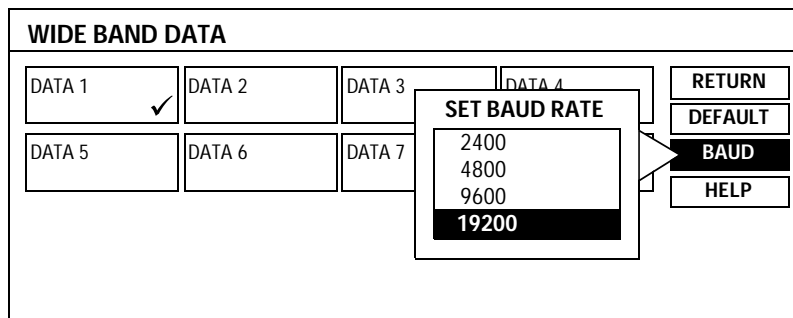 WIDE BAND DATA
DATA 1
DATA 2
DATA 3
DATA 4
DATA 5
DATA 6
DATA 7
SET BAUD RATE
2400
4800
9600
19200
RETURN
DEFAULT
BAUD
HELP